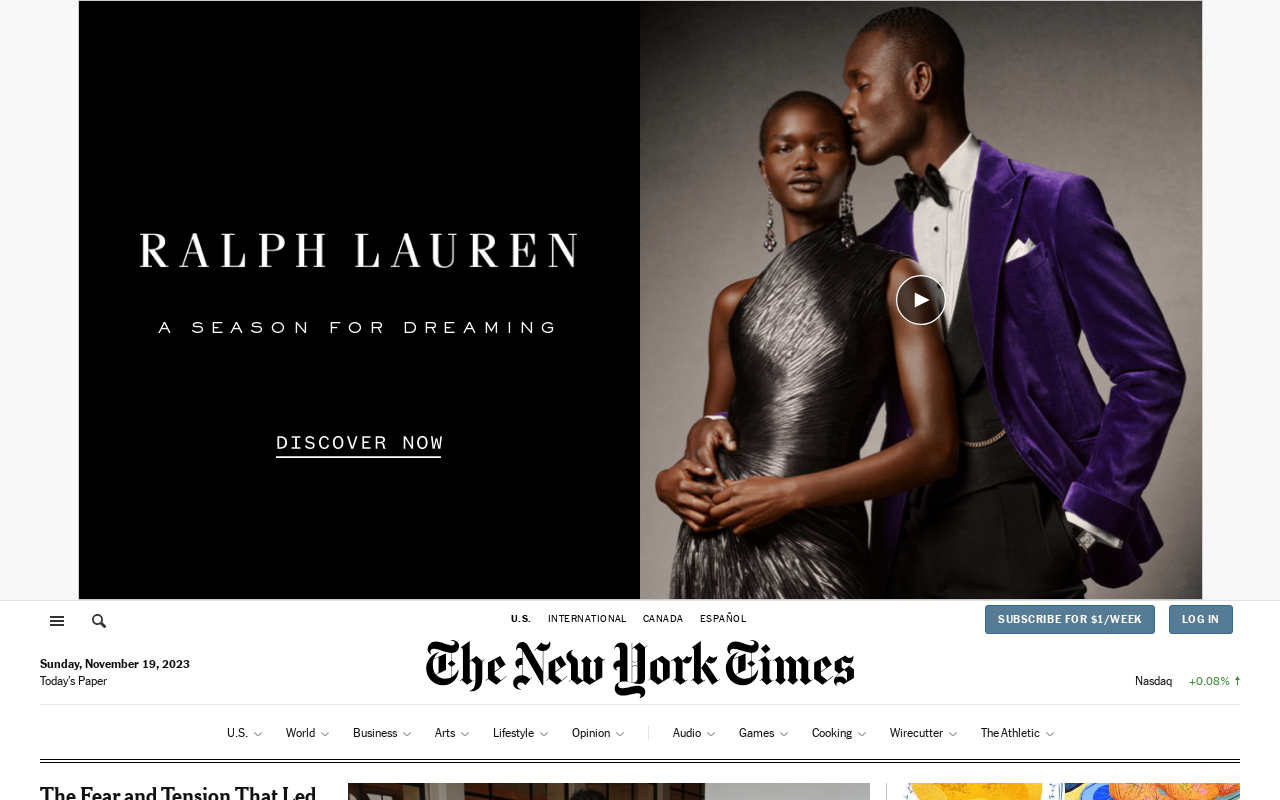 RALPH LAUREN
A SEASON FOR DREAMING
DISCOVER NOW
U.S. INTERNATIONAL CANADA ESPAÑOL
SUBSCRIBE FOR $1/WEEK LOG IN
Sunday, November 19, 2023
Today's Paper
The New York Times
Nasdaq +0.08%
U.S. World Business Arts Lifestyle Opinion Audio Games Cooking Wirecutter The Athletic
The Fear and Tension That Led